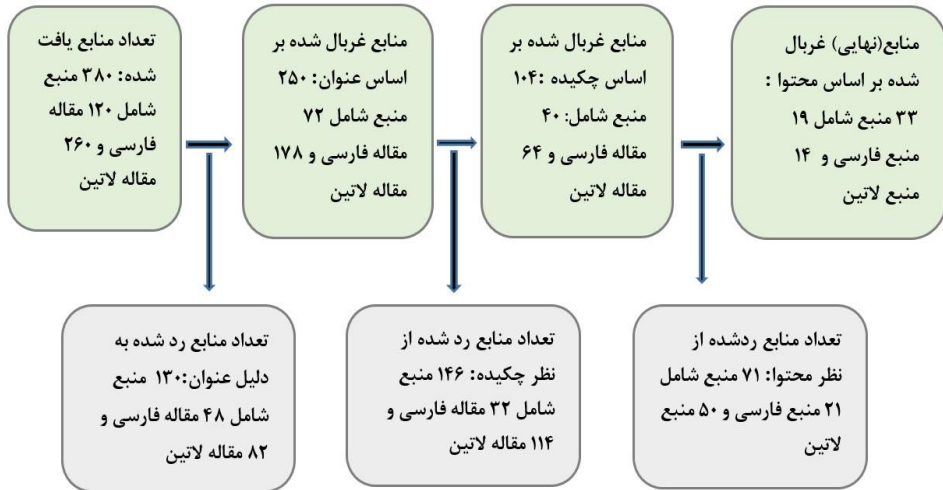 تعداد منابع یافت
شده: ۳۸۰ منبع
شامل ۱۲۰ مقاله
فارسی و ۲۶۰
مقاله لاتین
منابع غربال شده بر
اساس عنوان: ۲۵۰
منبع شامل ۷۲
مقاله فارسی و ۱۷۸
مقاله لاتین
منابع غربال شده بر
اساس چکیده :۱۰۴
منبع شامل: ۴۰
مقاله فارسی و ۶۴
مقاله لاتین
منابع(نهایی) غربال
شده بر اساس محتوا :
۳۳ منبع شامل ۱۹
منبع فارسی و ۱۴
منبع لاتین
تعداد منابع رد شده به
دلیل عنوان:۱۳۰ منبع
شامل ۴۸ مقاله فارسی و
۸۲ مقاله لاتین
تعداد منابع رد شده از
نظر چکیده: ۱۴۶ منبع
شامل ۳۲ مقاله فارسی و
۱۱۴ مقاله لاتین
تعداد منابع ردشده از
نظر محتوا: ۷۱ منبع شامل
۲۱ منبع فارسی و ۵۰ منبع
لاتین